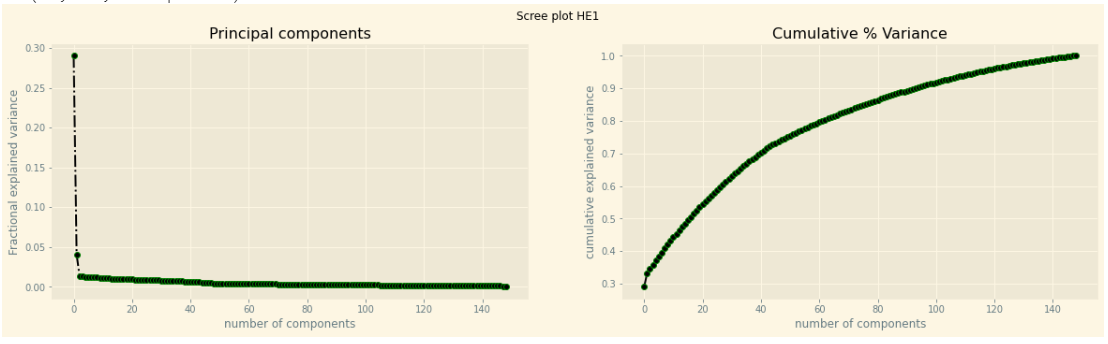 Scree plot HE1
Principal components
Fractional explained variance
0.30
0.25
0.20
0.15
0.10
0.05
0.00
0 20 40 60 80 100 120 140
number of components
Cumulative % Variance
cumulative explained variance
1.0
0.9
0.8
0.7
0.6
0.5
0.4
0.3
0 20 40 60 80 100 120 140
number of components